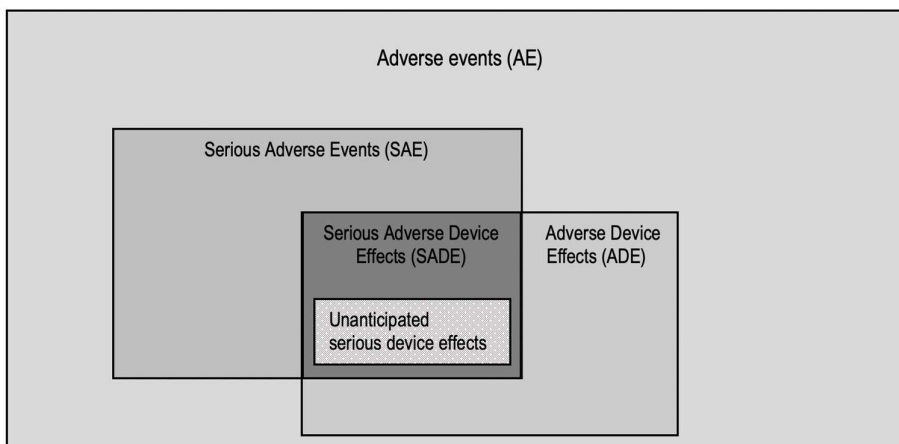 Adverse events (AE)
Serious Adverse Events (SAE)
Serious Adverse Device
Effects (SADE)
Adverse Device
Effects (ADE)
Unanticipated
serious device effects